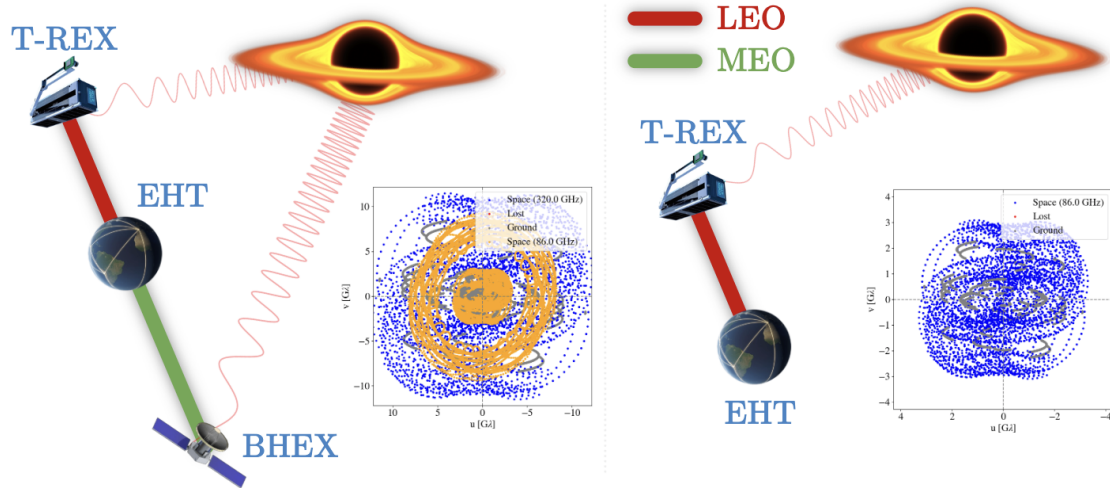 T-REX
EHT
BHEX
Space (320.0 GHz)
Lost
Ground
Space (86.0 GHz)
10
5
0
−5
−10
v [Gλ]
10
5
0
−5
−10
u [Gλ]
LEO
MEO
T-REX
EHT
Space (86.0 GHz)
Lost
Ground
4
3
2
1
0
−1
−2
−3
−4
v [Gλ]
4
2
0
−2
−4
u [Gλ]